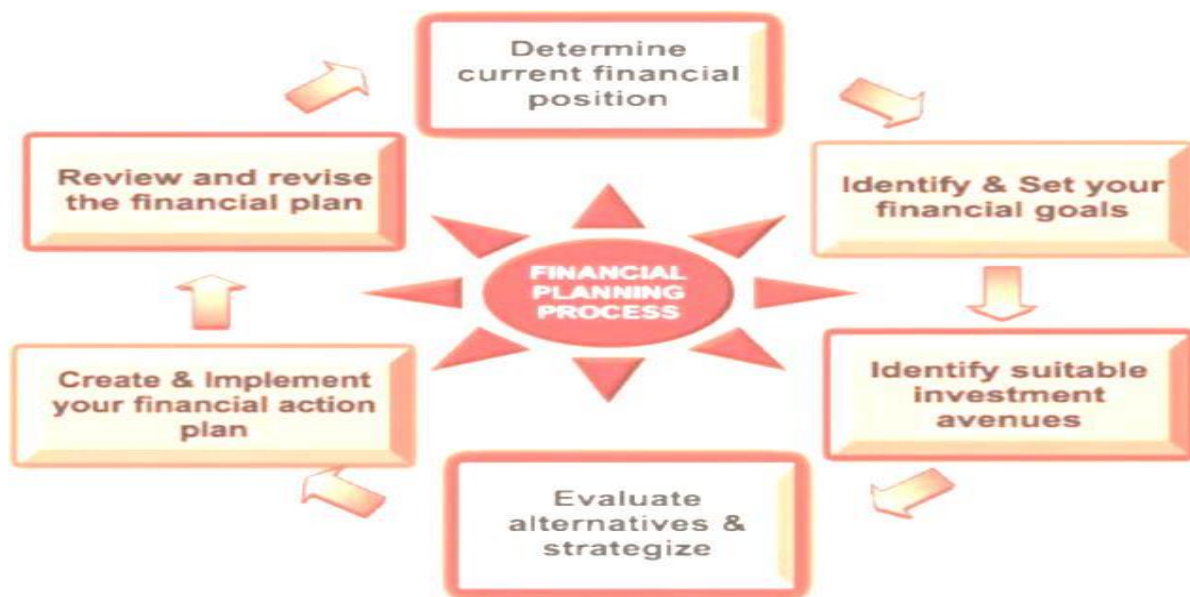 Determine
current financial
position
Identify & Set your
financial goals
Identify suitable
investment
avenues
Evaluate
alternatives &
strategize
Create & Implement
your financial action
plan
Review and revise
the financial plan
FINANCIAL
PLANNING
PROCESS